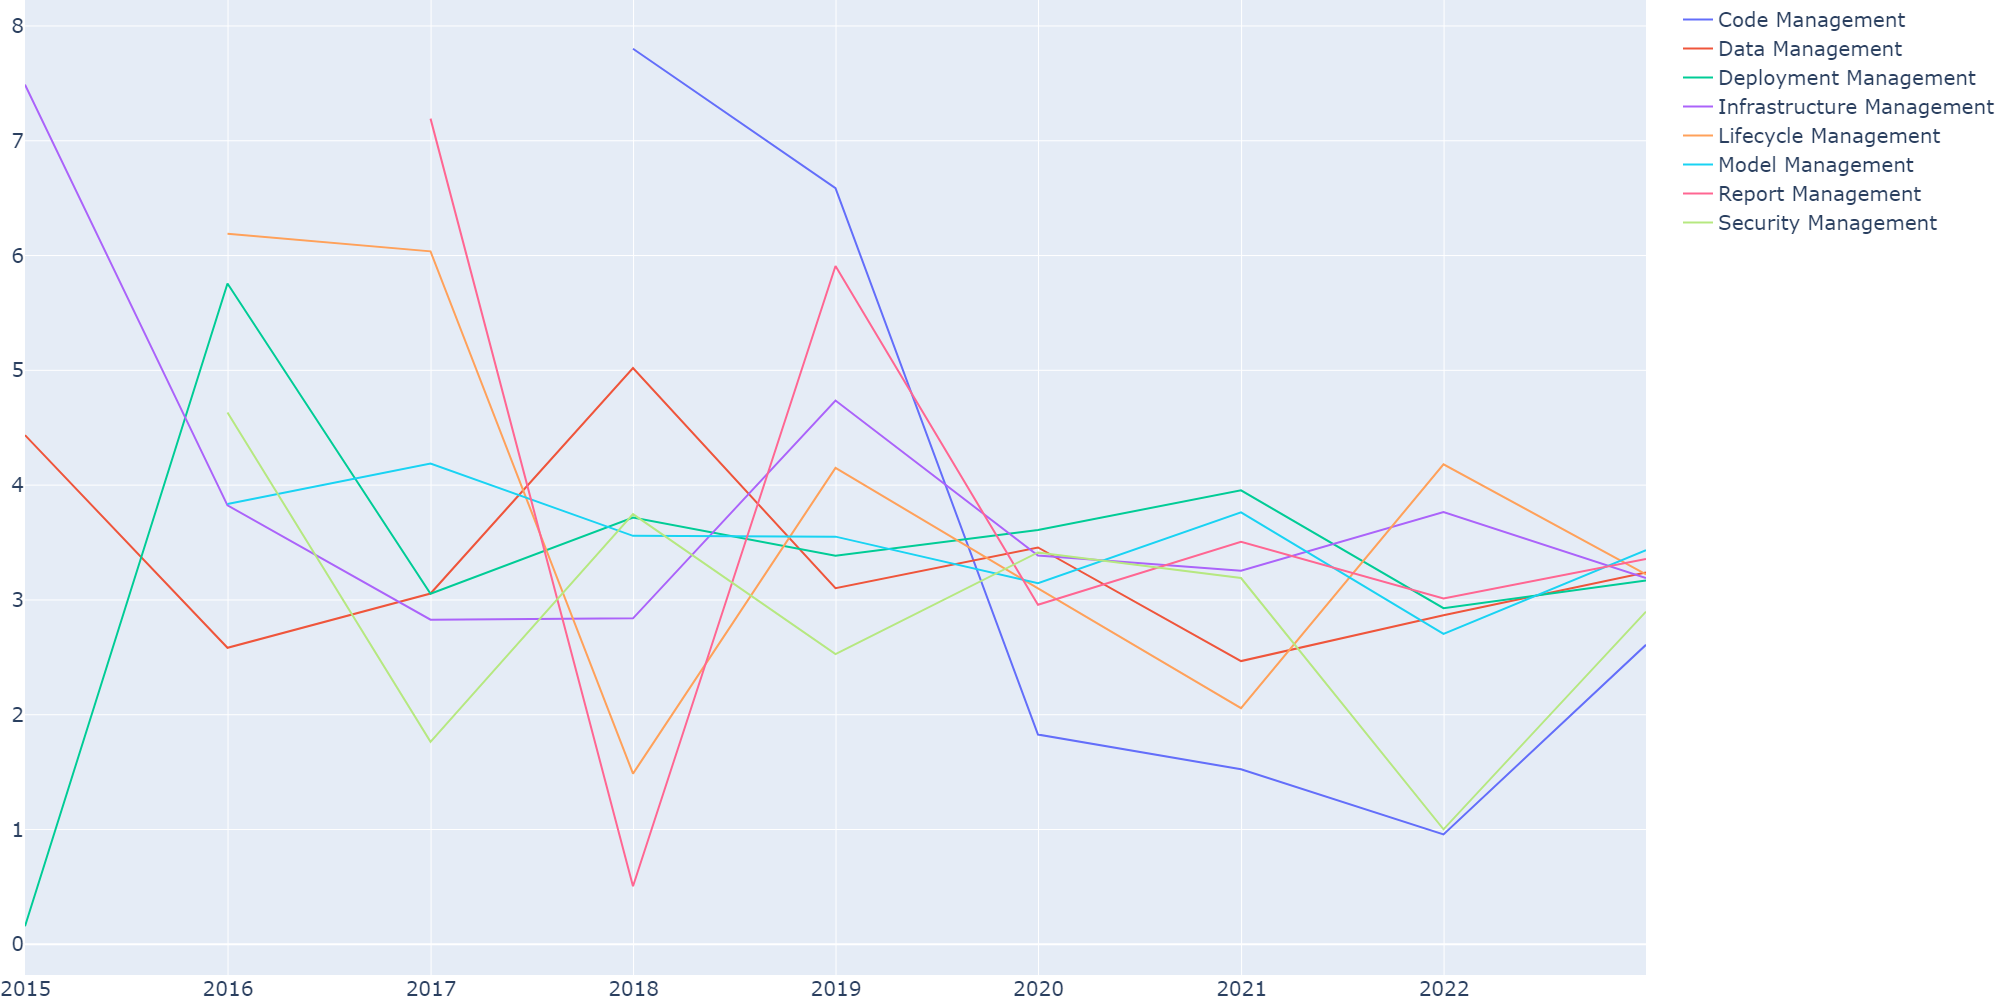 8
7
6
5
4
3
2
1
0
2015 2016 2017 2018 2019 2020 2021 2022
Code Management
Data Management
Deployment Management
Infrastructure Management
Lifecycle Management
Model Management
Report Management
Security Management